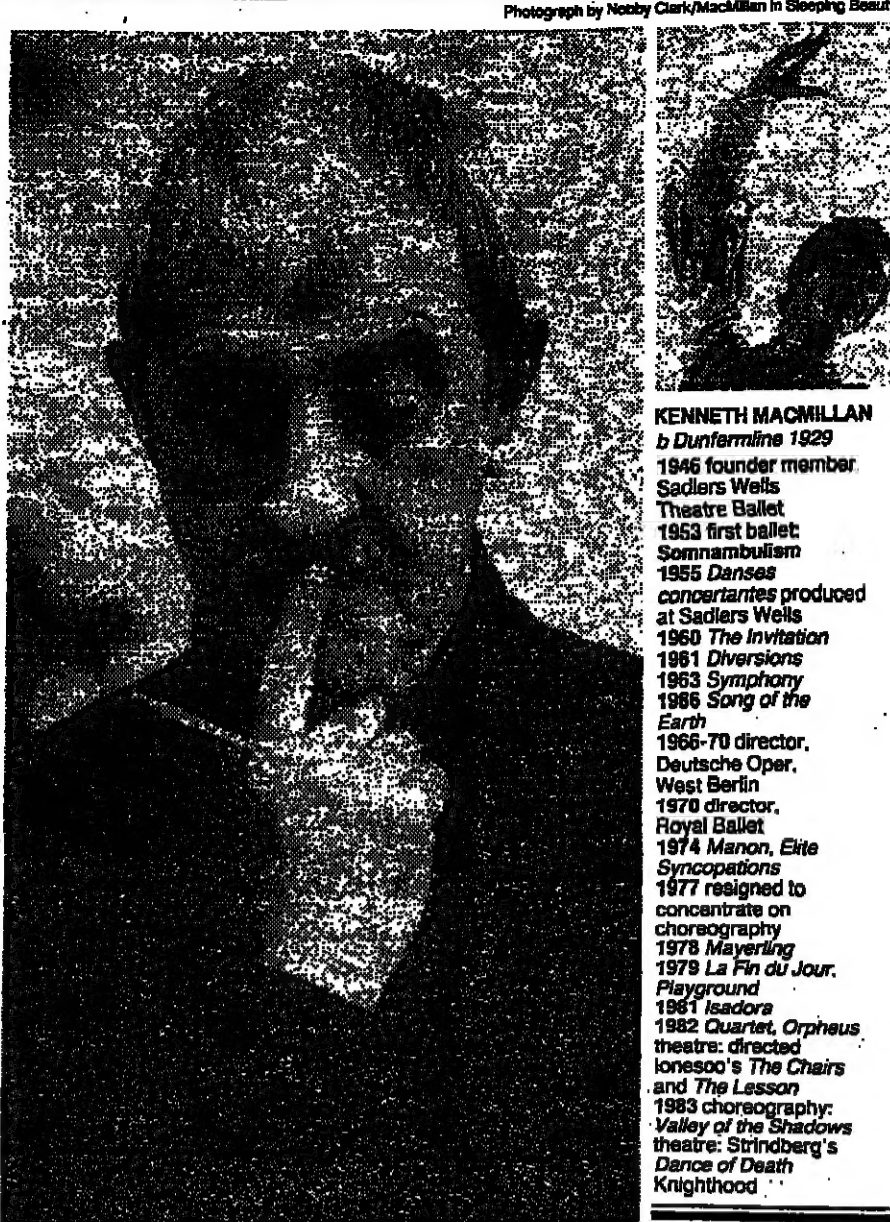 Photograph by Nobby Clark/MacMillan in Sleeping Beaut
KENNETH MACMILLAN
b Dunfermline 1929
1946 founder member
Sadlers Wells
Theatre Ballet
1953 first ballet:
Somnambulism
1955 Danses
concertantes produced
at Sadlers Wells
1960 The Invitation
1961 Diversions
1963 Symphony
1966 Song of the
Earth
1966-70 director,
Deutsche Oper,
West Berlin
1970 director,
Royal Ballet
1974 Manon, Elite
Syncopations
1977 resigned to
concentrate on
choreography
1978 Mayerling
1979 La Fin du Jour,
Playground
1981 Isadora
1982 Quartet, Orpheus
theatre: directed
Ionesco's The Chairs
and The Lesson
1983 choreography:
Valley of the Shadows
theatre: Strindberg's
Dance of Death
Knighthood